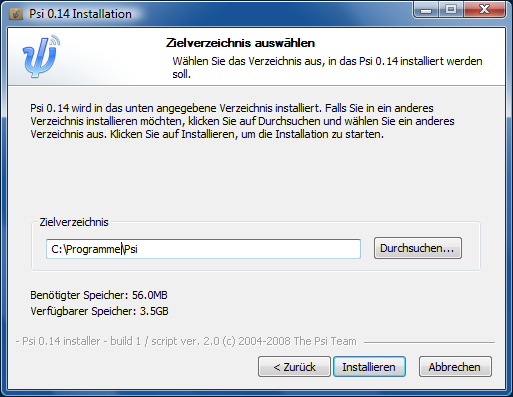 Psi 0.14 Installation
Zielverzeichnis auswählen
Wählen Sie das Verzeichnis aus, in das Psi 0.14 installiert werden
soll.
Psi 0.14 wird in das unten angegebene Verzeichnis installiert. Falls Sie in ein anderes
Verzeichnis installieren möchten, klicken Sie auf Durchsuchen und wählen Sie ein anderes
Verzeichnis aus. Klicken Sie auf Installieren, um die Installation zu starten.
Zielverzeichnis
C:\Programme\Psi
Durchsuchen...
Benötigter Speicher: 56.0MB
Verfügbarer Speicher: 3.5GB
- Psi 0.14 installer - build 1 / script ver. 2.0 (c) 2004-2008 The Psi Team
< Zurück Installieren Abbrechen